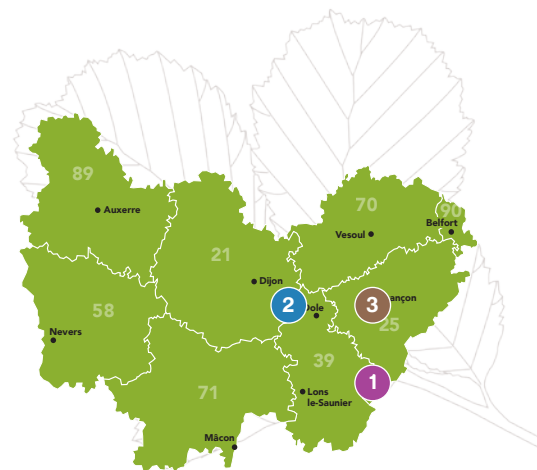 89
Auxerre
70
90
Belfort
Vesoul
21
Dijon
2
Dole
3
ançon
25
58
Nevers
39
1
Lons
le-Saunier
71
Mâcon